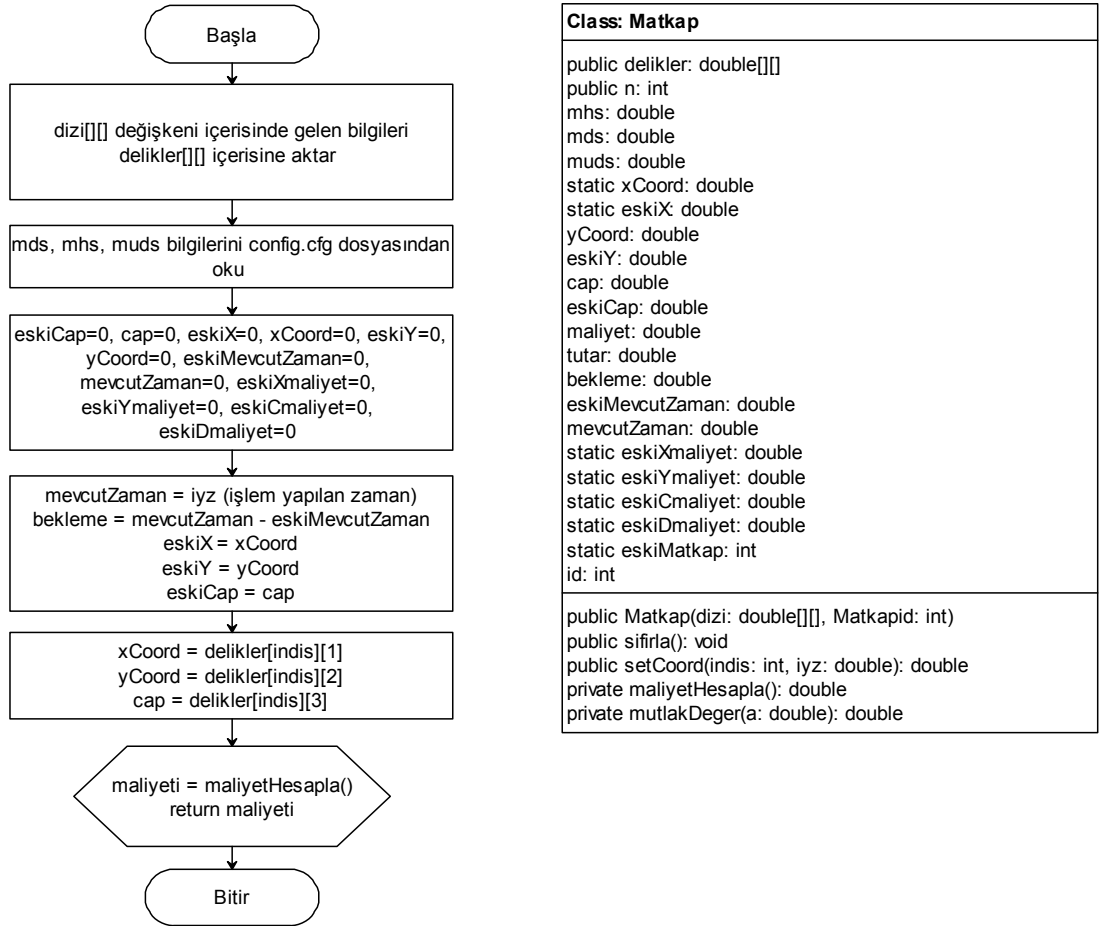 Başla
dizi[][] değişkeni içerisinde gelen bilgileri
delikler[][] içerisine aktar
mds, mhs, muds bilgilerini config.cfg dosyasından
oku
eskiCap=0, cap=0, eskiX=0, xCoord=0, eskiY=0,
yCoord=0, eskiMevcutZaman=0,
mevcutZaman=0, eskiXmaliyet=0,
eskiYmaliyet=0, eskiCmaliyet=0,
eskiDmaliyet=0
mevcutZaman = iyz (işlem yapılan zaman)
bekleme = mevcutZaman - eskiMevcutZaman
eskiX = xCoord
eskiY = yCoord
eskiCap = cap
xCoord = delikler[indis][1]
yCoord = delikler[indis][2]
cap = delikler[indis][3]
maliyeti = maliyetHesapla()
return maliyeti
Bitir
Class: Matkap
public delikler: double[][]
public n: int
mhs: double
mds: double
muds: double
static xCoord: double
static eskiX: double
yCoord: double
eskiY: double
cap: double
eskiCap: double
maliyet: double
tutar: double
bekleme: double
eskiMevcutZaman: double
mevcutZaman: double
static eskiXmaliyet: double
static eskiYmaliyet: double
static eskiCmaliyet: double
static eskiDmaliyet: double
static eskiMatkap: int
id: int
public Matkap(dizi: double[][], Matkapid: int)
public sifirla(): void
public setCoord(indis: int, iyz: double): double
private maliyetHesapla(): double
private mutlakDeger(a: double): double